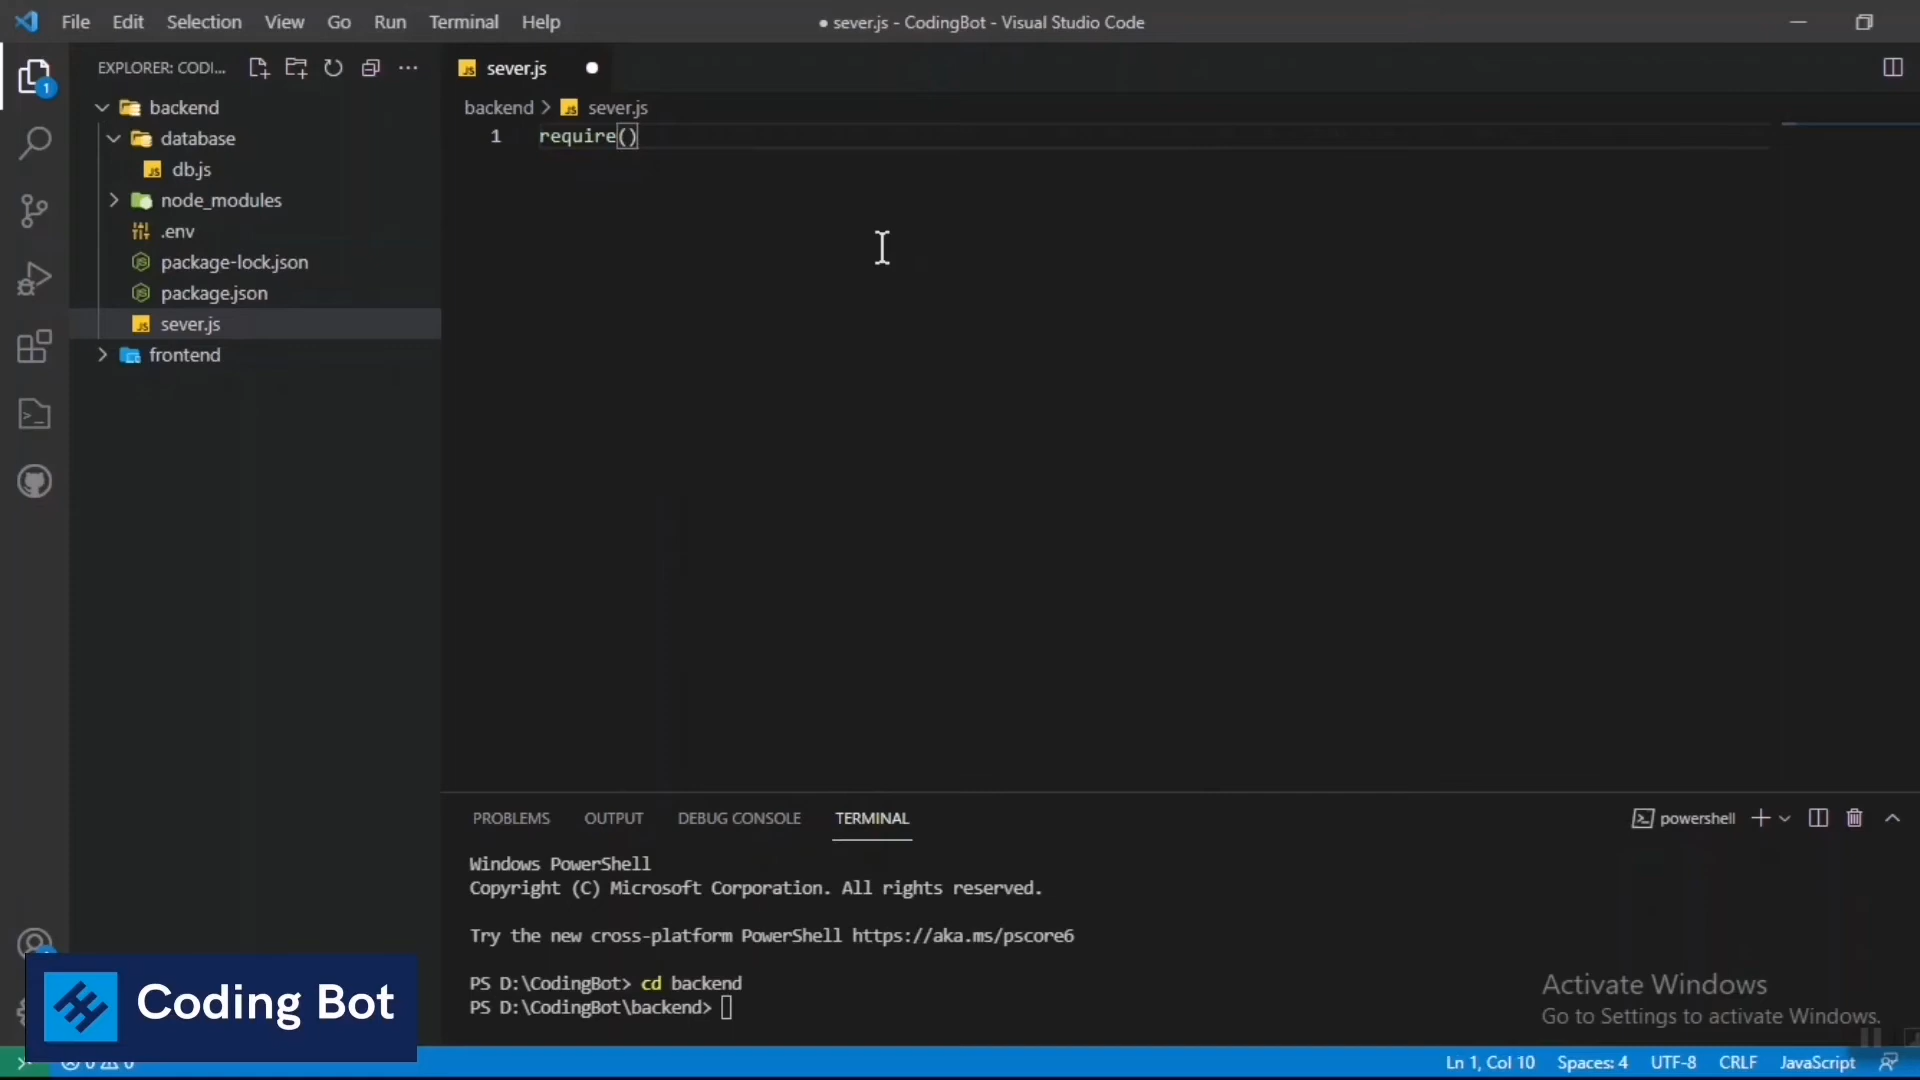 File Edit Selection View Go Run Terminal Help
● sever.js - CodingBot - Visual Studio Code
EXPLORER: CODI...
1
backend
database
db.js
node_modules
.env
package-lock.json
package.json
sever.js
frontend
sever.js
backend > sever.js
1 require()
PROBLEMS OUTPUT DEBUG CONSOLE TERMINAL
powershell
Windows PowerShell
Copyright (C) Microsoft Corporation. All rights reserved.
Try the new cross-platform PowerShell https://aka.ms/pscore6
PS D:\CodingBot> cd backend
PS D:\CodingBot\backend>
Activate Windows
Go to Settings to activate Windows.
Coding Bot
Ln 1, Col 10 Spaces: 4 UTF-8 CRLF JavaScript